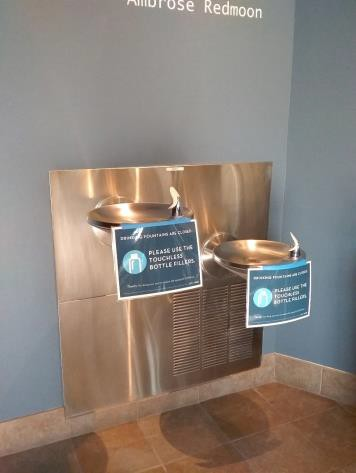 Ambrose Redmoon
DRINKING FOUNTAINS ARE CLOSED
PLEASE USE THE
TOUCHLESS
BOTTLE FILLERS.
DRINKING FOUNTAINS ARE CLOSED
PLEASE USE THE
TOUCHLESS
BOTTLE FILLERS.